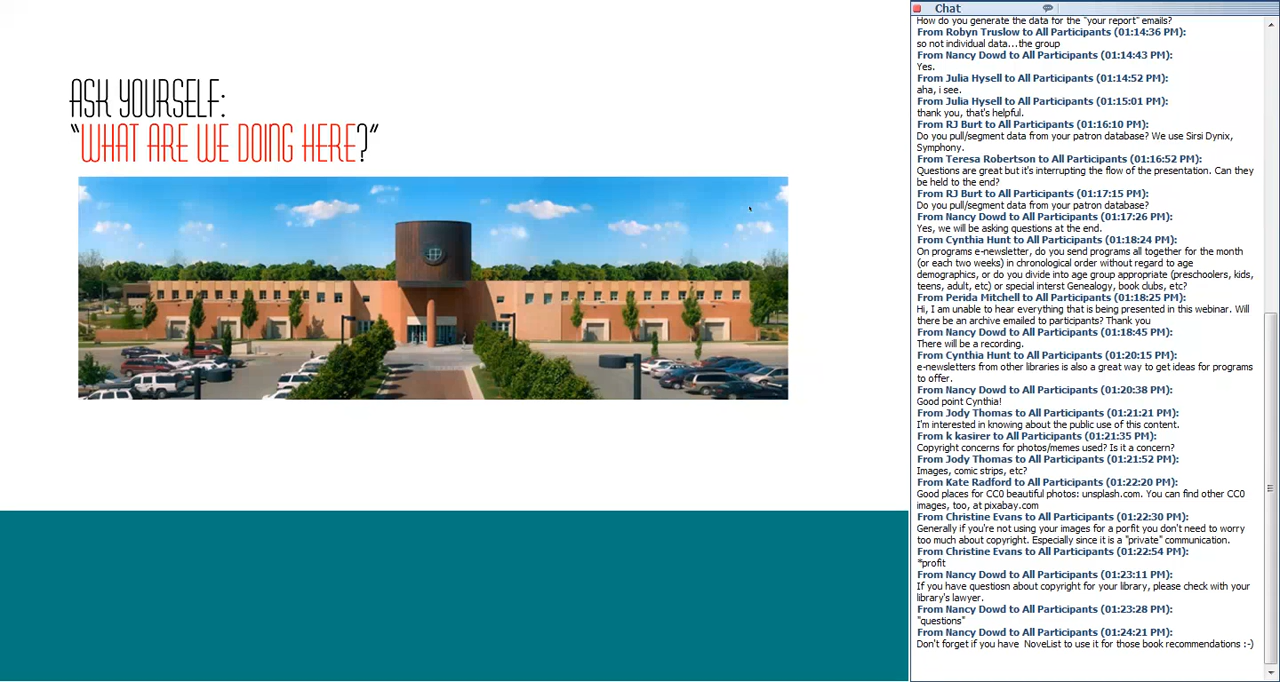 ASK YOURSELF:
"WHAT ARE WE DOING HERE?"
Chat
How do you generate the data for the "your report" emails?
From Robyn Truslow to All Participants (01:14:36 PM):
so not individual data...the group
From Nancy Dowd to All Participants (01:14:43 PM):
Yes.
From Julia Hysell to All Participants (01:14:52 PM):
aha, i see.
From Julia Hysell to All Participants (01:15:01 PM):
thank you, that's helpful.
From RJ Burt to All Participants (01:16:10 PM):
Do you pull/segment data from your patron database? We use Sirsi Dynix,
Symphony.
From Teresa Robertson to All Participants (01:16:52 PM):
Questions are great but it's interrupting the flow of the presentation. Can they
be held to the end?
From RJ Burt to All Participants (01:17:15 PM):
Do you pull/segment data from your patron database?
From Nancy Dowd to All Participants (01:17:26 PM):
Yes, we will be asking questions at the end.
From Cynthia Hunt to All Participants (01:18:24 PM):
On programs e-newsletter, do you send programs all together for the month
(or each two weeks) in chronological order without regard to age
demographics, or do you divide into age group appropriate (preschoolers, kids,
teens, adult, etc) or special interst Genealogy, book clubs, etc?
From Perida Mitchell to All Participants (01:18:25 PM):
Hi, I am unable to hear everything that is being presented in this webinar. Will
there be an archive emailed to participants? Thank you
From Nancy Dowd to All Participants (01:18:45 PM):
There will be a recording.
From Cynthia Hunt to All Participants (01:20:15 PM):
e-newsletters from other libraries is also a great way to get ideas for programs
to offer.
From Nancy Dowd to All Participants (01:20:38 PM):
Good point Cynthia!
From Jody Thomas to All Participants (01:21:21 PM):
I'm interested in knowing about the public use of this content.
From k kasirer to All Participants (01:21:35 PM):
Copyright concerns for photos/memes used? Is it a concern?
From Jody Thomas to All Participants (01:21:52 PM):
Images, comic strips, etc?
From Kate Radford to All Participants (01:22:20 PM):
Good places for CC0 beautiful photos: unsplash.com. You can find other CC0
images, too, at pixabay.com
From Christine Evans to All Participants (01:22:30 PM):
Generally if you're not using your images for a porfit you don't need to worry
too much about copyright. Especially since it is a "private" communication.
From Christine Evans to All Participants (01:22:54 PM):
*profit
From Nancy Dowd to All Participants (01:23:11 PM):
If you have questiosn about copyright for your library, please check with your
library's lawyer.
From Nancy Dowd to All Participants (01:23:28 PM):
"questions"
From Nancy Dowd to All Participants (01:24:21 PM):
Don't forget if you have  NoveList to use it for those book recommendations :-)